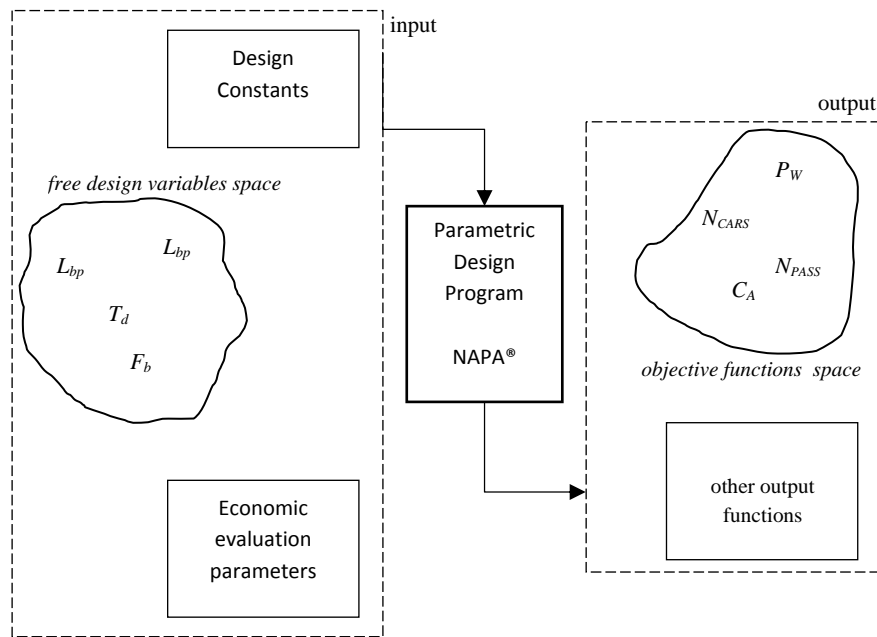 input
Design
Constants
free design variables space
L_bp
L_bp
T_d
F_b
Economic
evaluation
parameters
Parametric
Design
Program
NAPA®
output
P_W
N_CARS
N_PASS
C_A
objective functions space
other output
functions